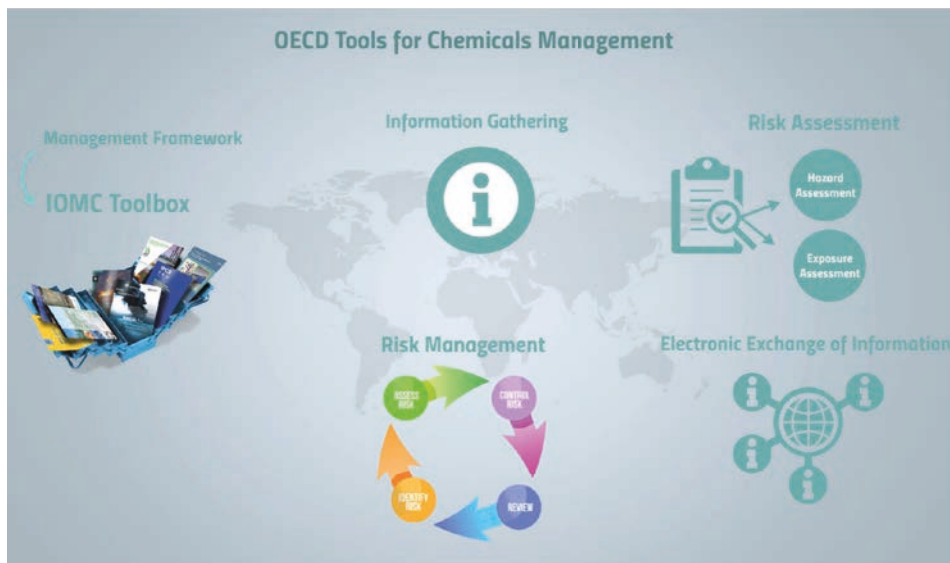 OECD Tools for Chemicals Management
Management Framework
IOMC Toolbox
Information Gathering
Risk Assessment
Hazard
Assessment
Exposure
Assessment
Risk Management
ASSESS
RISK
CONTROL
RISK
IDENTIFY
RISK
REVIEW
Electronic Exchange of Information